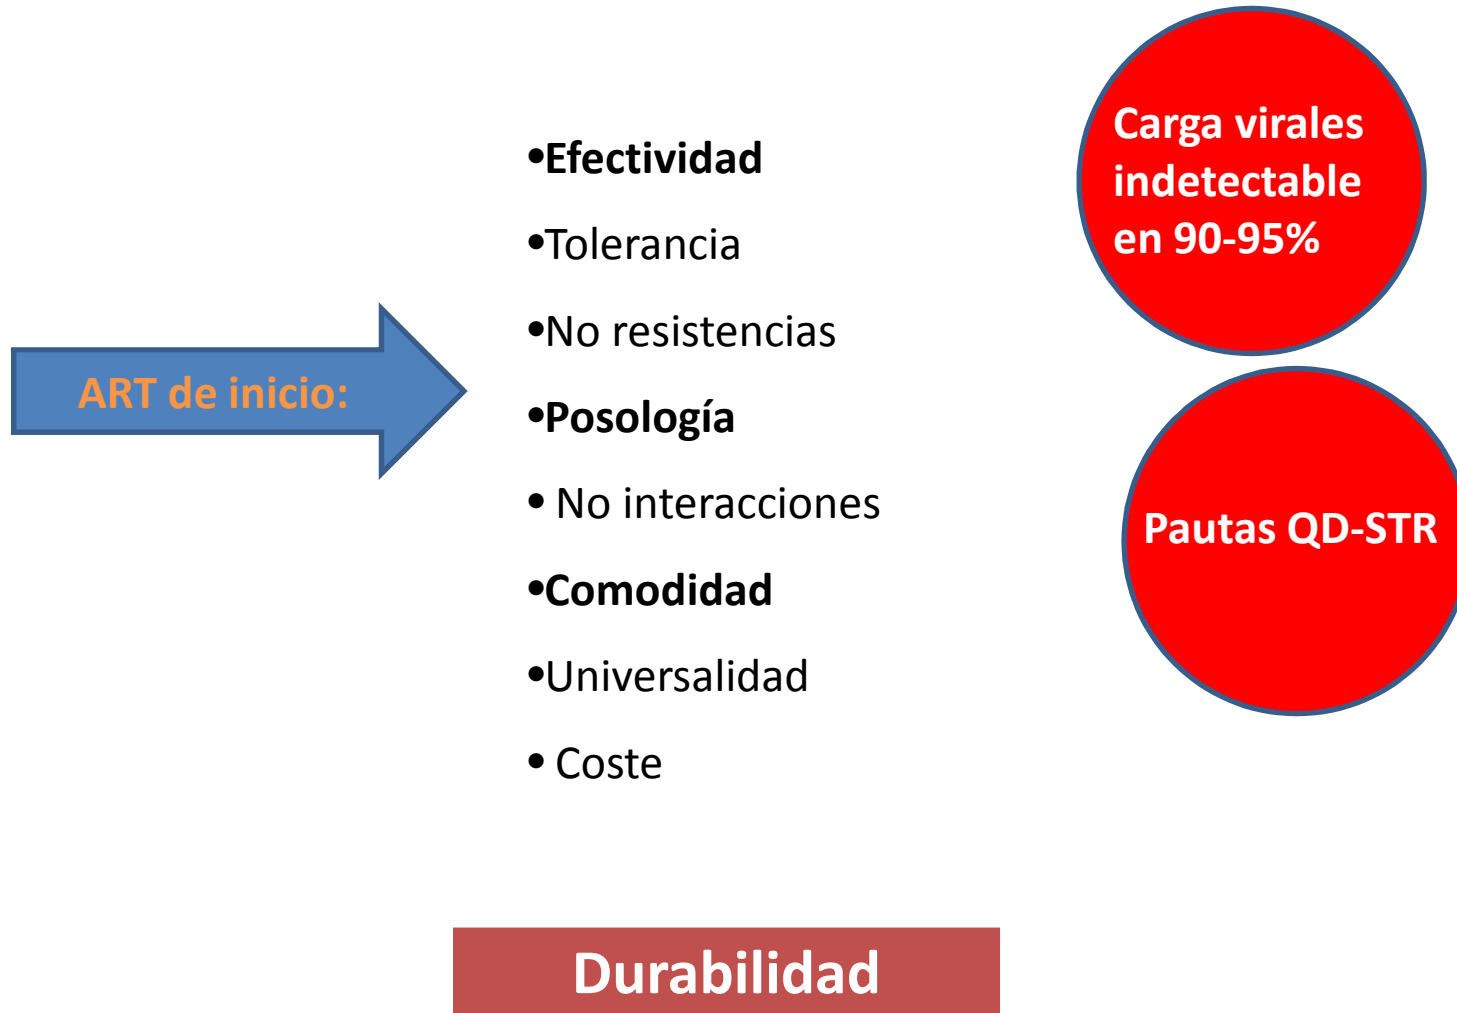 ART de inicio:
•Efectividad
•Tolerancia
•No resistencias
•Posología
• No interacciones
•Comodidad
•Universalidad
• Coste
Carga virales
indetectable
en 90-95%
Pautas QD-STR
Durabilidad